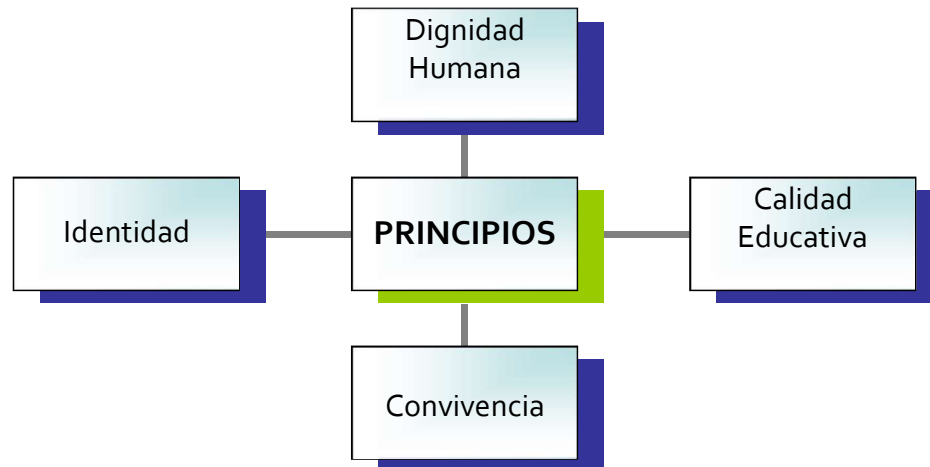 Dignidad
Humana
Identidad
PRINCIPIOS
Calidad
Educativa
Convivencia